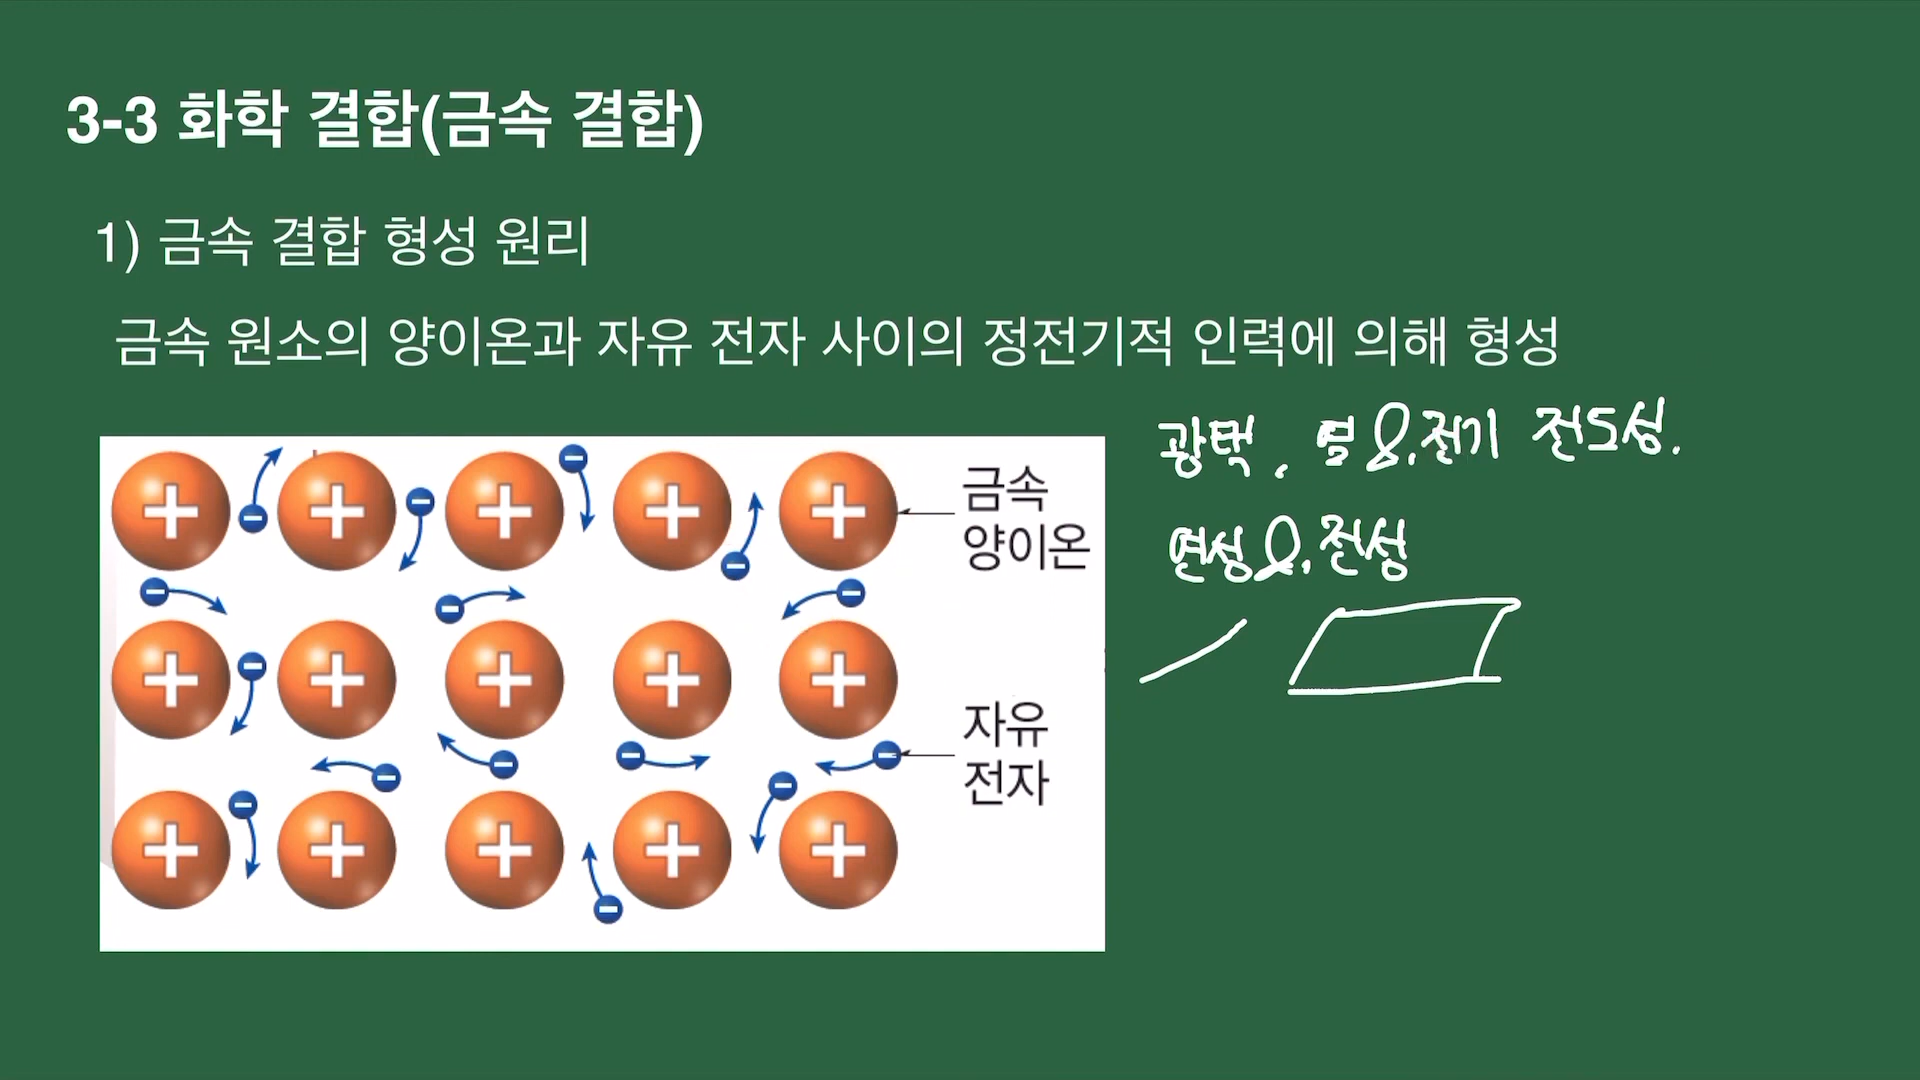 3-3 화학 결합(금속 결합)
1) 금속 결합 형성 원리
금속 원소의 양이온과 자유 전자 사이의 정전기적 인력에 의해 형성
광택, 열 &,전기 전도성.
연성&,전성
금속
양이온
자유
전자